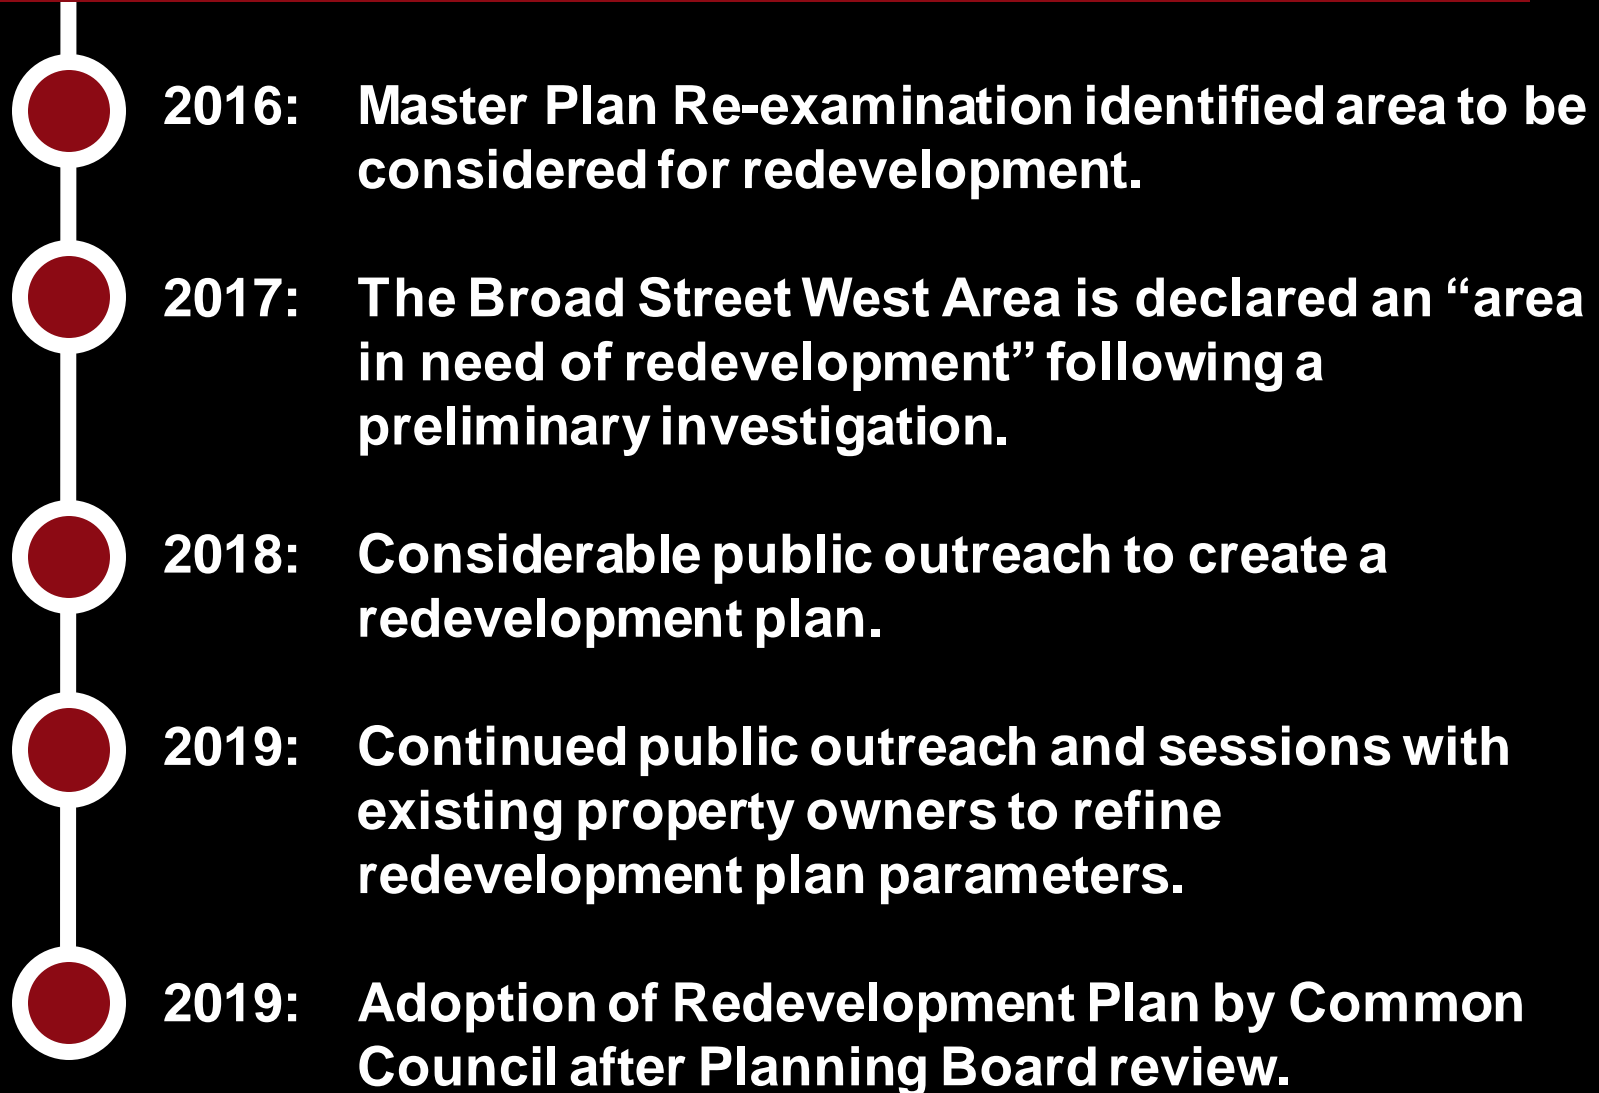 2016: Master Plan Re-examination identified area to be
considered for redevelopment.
2017: The Broad Street West Area is declared an “area
in need of redevelopment” following a
preliminary investigation.
2018: Considerable public outreach to create a
redevelopment plan.
2019: Continued public outreach and sessions with
existing property owners to refine
redevelopment plan parameters.
2019: Adoption of Redevelopment Plan by Common
Council after Planning Board review.